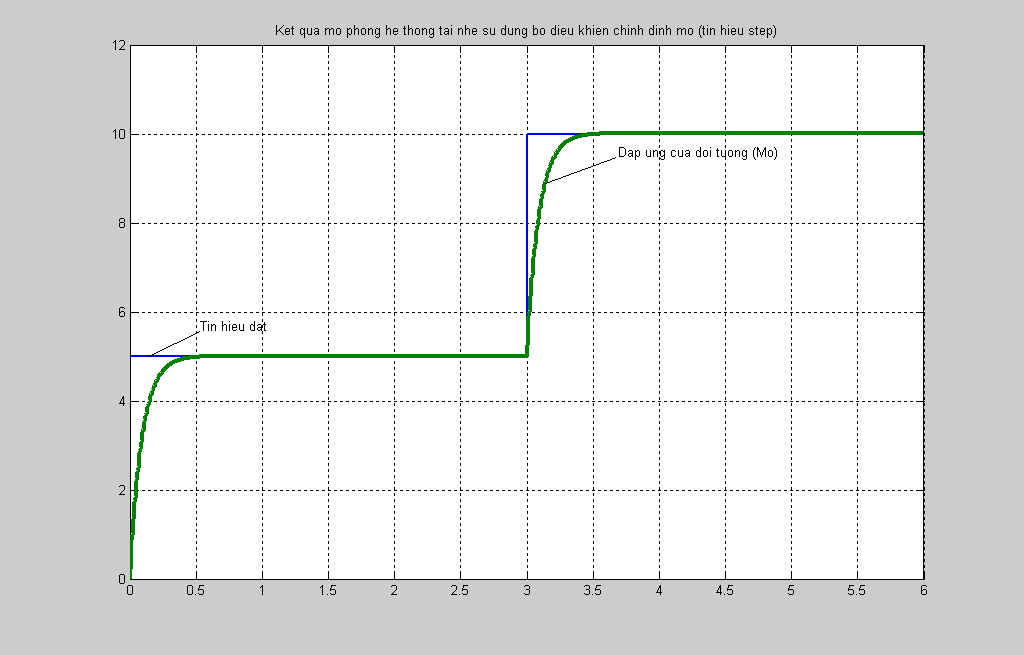 Ket qua mo phong he thong tai nhe su dung bo dieu khien chinh dinh mo (tin hieu step)
12
10
Dap ung cua doi tuong (Mo)
8
6
Tin hieu dat
4
2
0
0 0.5 1 1.5 2 2.5 3 3.5 4 4.5 5 5.5 6